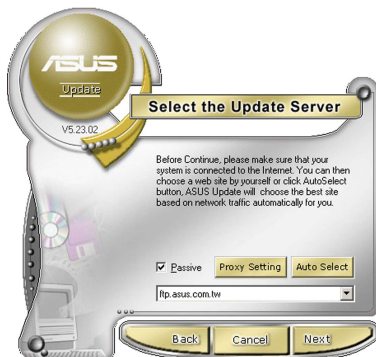 ASUS
Update
V5.23.02
Select the Update Server
Before Continue, please make sure that your
system is connected to the Internet. You can then
choose a web site by yourself or click AutoSelect
button, ASUS Update will choose the best site
based on network traffic automatically for you.
Passive
Proxy Setting
Auto Select
ftp.asus.com.tw
Back
Cancel
Next